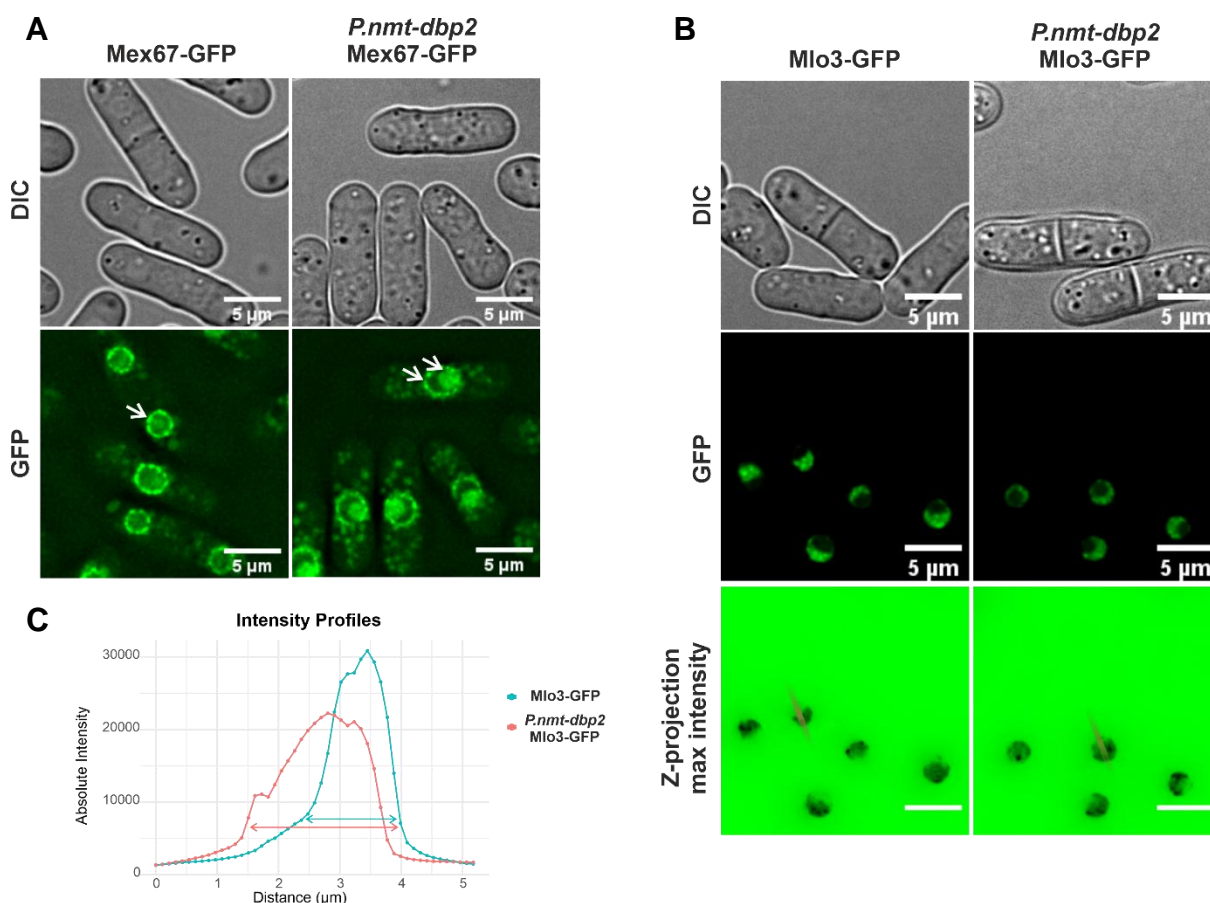 A
Mex67-GFP
P.nmt-dbp2
Mex67-GFP
DIC
5 µm
5 µm
GFP
5 µm
5 µm
B
Mlo3-GFP
P.nmt-dbp2
Mlo3-GFP
DIC
5 µm
5 µm
GFP
5 µm
5 µm
Z-projection
max intensity
C
Intensity Profiles
Absolute Intensity
30000
20000
10000
0
0
1
2
3
4
5
Distance (µm)
Mlo3-GFP
P.nmt-dbp2
Mlo3-GFP